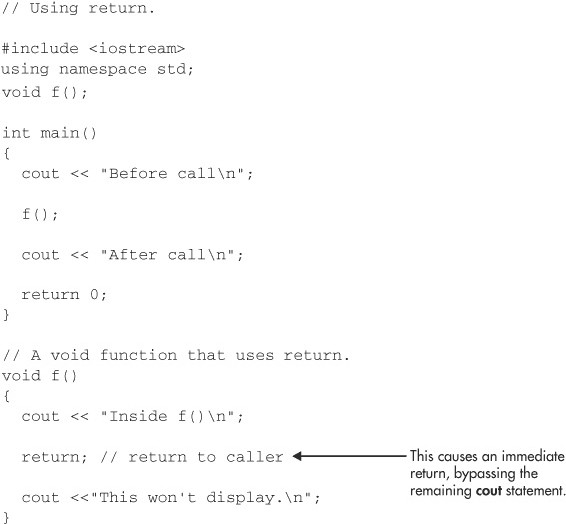 // Using return.
#include <iostream>
using namespace std;
void f();
int main()
{
cout << "Before call\n";
f();
cout << "After call\n";
return 0;
}
// A void function that uses return.
void f()
{
cout << "Inside f()\n";
return; // return to caller
This causes an immediate
return, bypassing the
remaining cout statement.
cout <<"This won't display.\n";
}